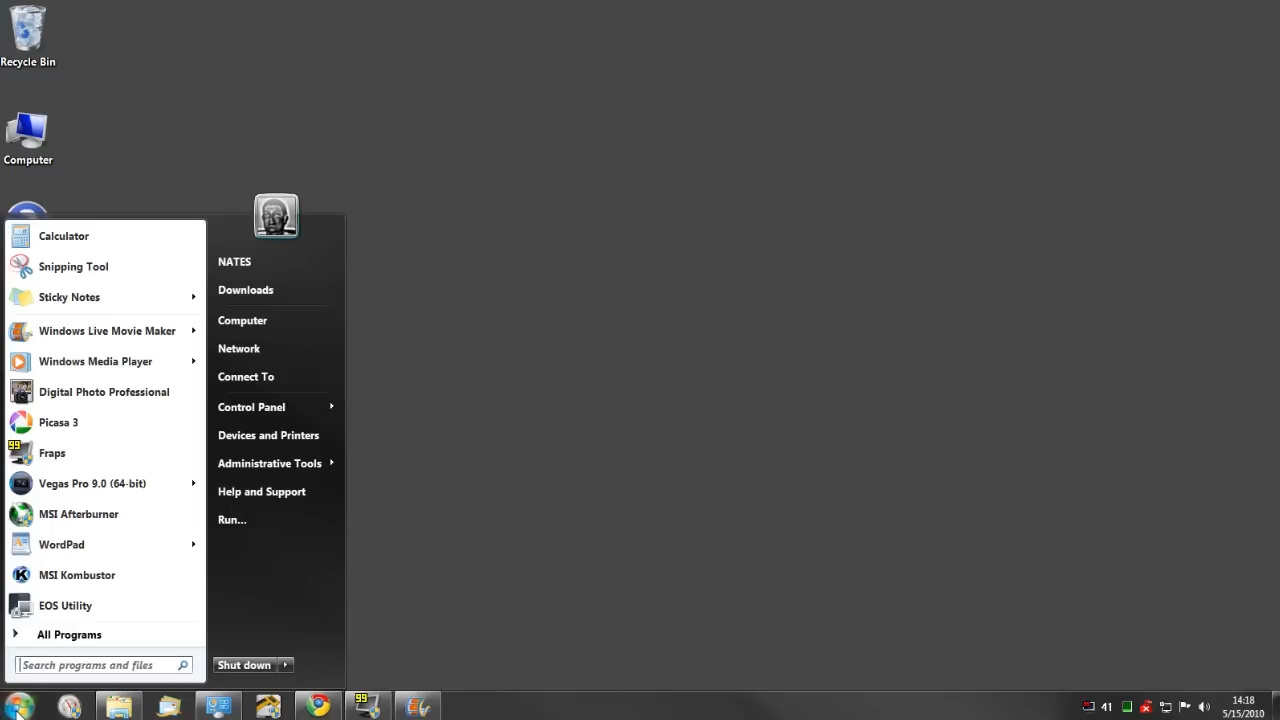 Recycle Bin
Computer
Calculator
Snipping Tool
Sticky Notes
Windows Live Movie Maker
Windows Media Player
Digital Photo Professional
Picasa 3
99
Fraps
Vegas Pro 9.0 (64-bit)
MSI Afterburner
WordPad
K
MSI Kombustor
EOS Utility
All Programs
Search programs and files
NATES
Downloads
Computer
Network
Connect To
Control Panel
Devices and Printers
Administrative Tools
Help and Support
Run...
Shut down
99
41
14:18
5/15/2010